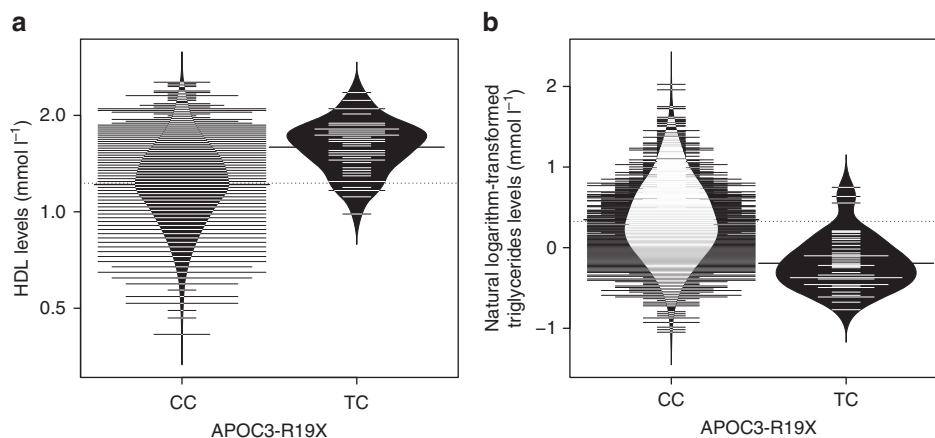 a
HDL levels (mmol l⁻¹)
2.0
1.0
0.5
CC
TC
APOC3-R19X
b
Natural logarithm-transformed
triglycerides levels (mmol l⁻¹)
2
1
0
−1
CC
TC
APOC3-R19X